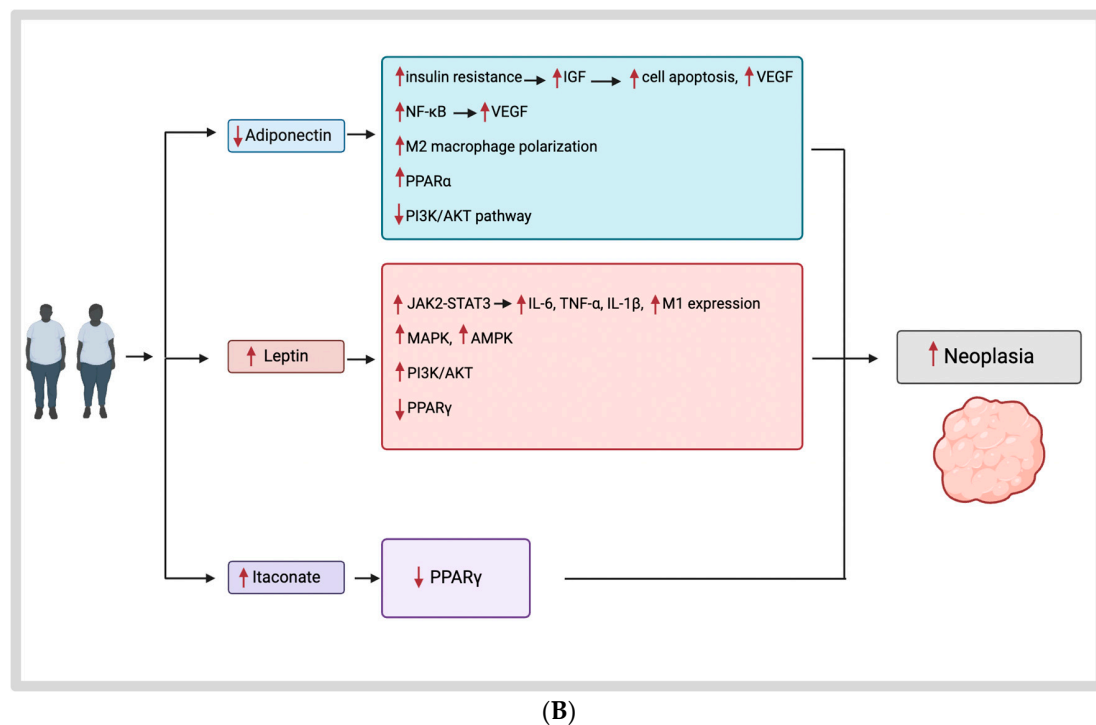 ↑insulin resistance → ↑IGF → ↑cell apoptosis, ↑VEGF
↑NF-κB → ↑VEGF
↓Adiponectin →
↑M2 macrophage polarization
↑PPARα
↓PI3K/AKT pathway
↑JAK2-STAT3 → ↑IL-6, TNF-α, IL-1β, ↑M1 expression
↑MAPK, ↑AMPK
↑Leptin →
↑PI3K/AKT
↓PPARγ
↑Neoplasia
↑Itaconate →
↓PPARγ
(B)